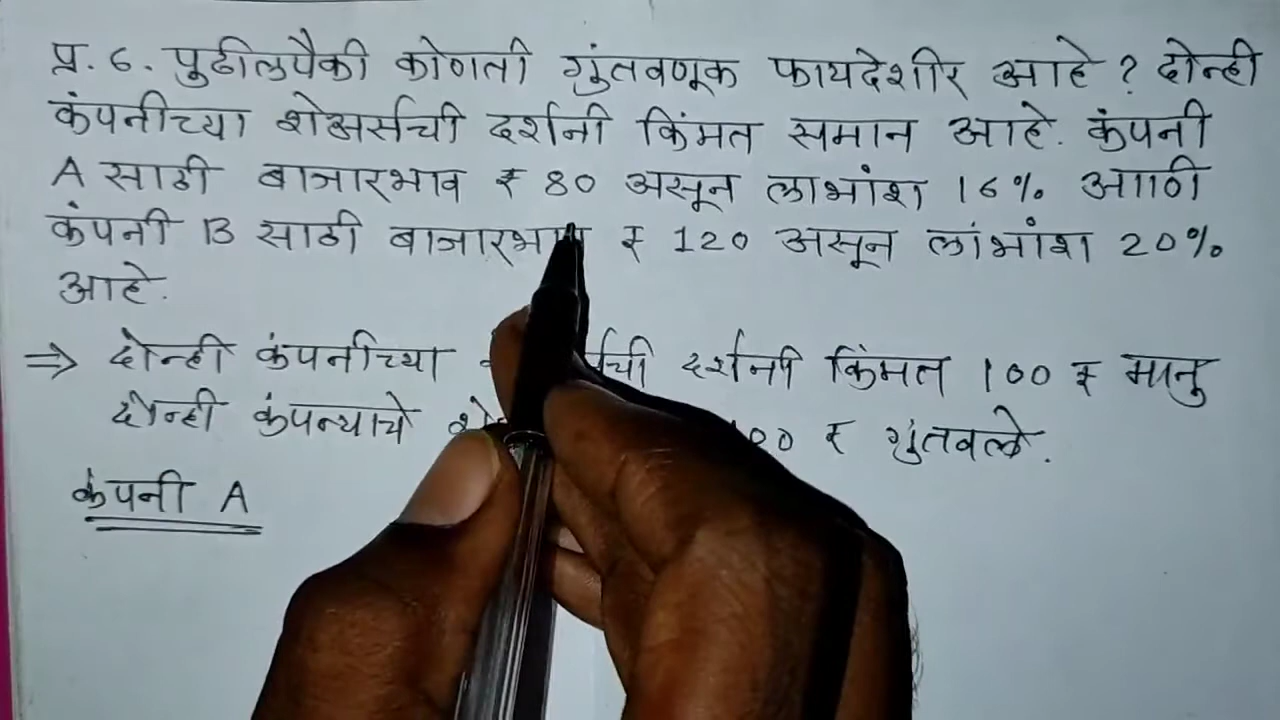 प्र. 6. पुढीलपैकी कोणती गुंतवणूक फायदेशीर आहे? दोन्ही
कंपनीच्या शेअर्सची दर्शनी किंमत समान आहे. कंपनी
A साठी बाजारभाव ₹ 80 असून लाभांश 16% आणि
कंपनी B साठी बाजारभाव ₹ 120 असून लांभांश 20%
आहे.
⇒ दोन्ही कंपनीच्या दर्शनी किंमत 100 ₹ मानु
दोन्ही कंपन्याचे ₹ गुंतवले.
कंपनी A